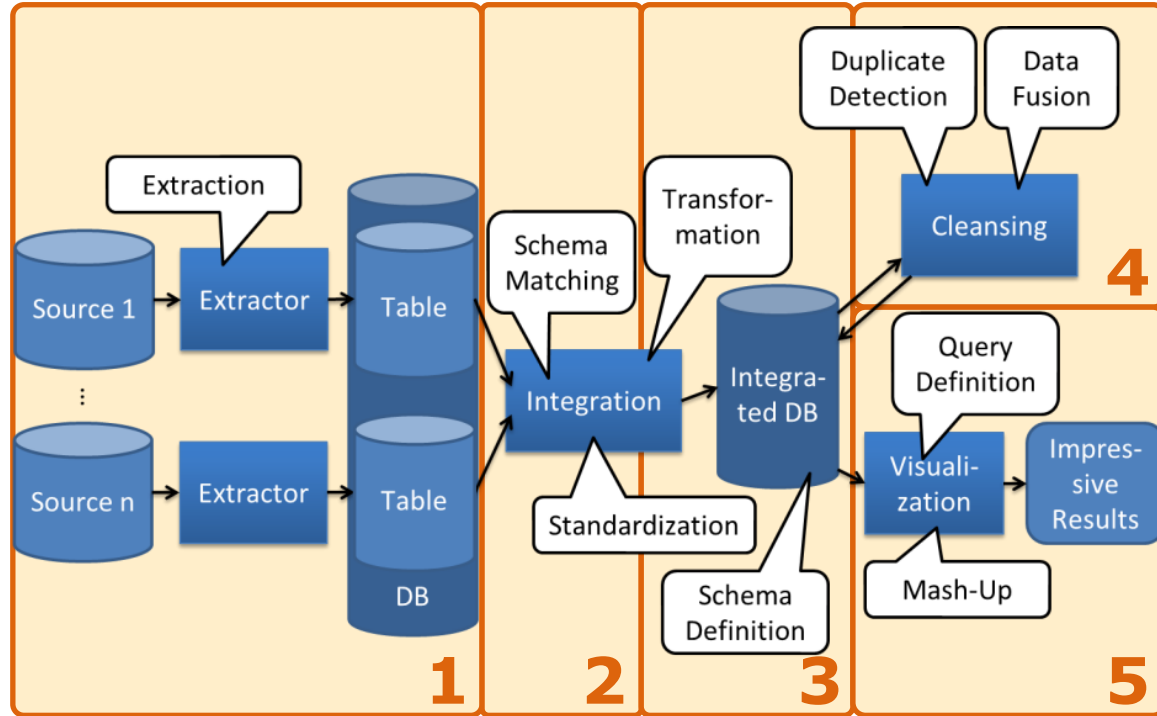 Extraction
Source 1
Extractor
Table
⋮
Source n
Extractor
Table
DB
1
Schema
Matching
Integration
Standardization
2
Transfor-
mation
Integra-
ted DB
Schema
Definition
3
Duplicate
Detection
Data
Fusion
Cleansing
4
Query
Definition
Visuali-
zation
Mash-Up
Impres-
sive
Results
5